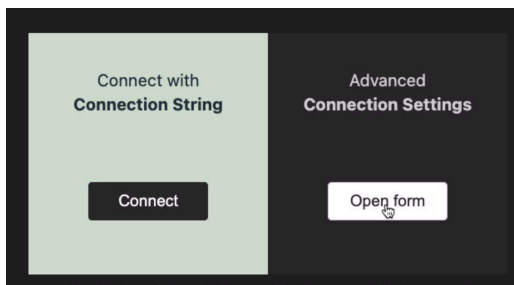 Connect with
Connection String
Connect
Advanced
Connection Settings
Open form